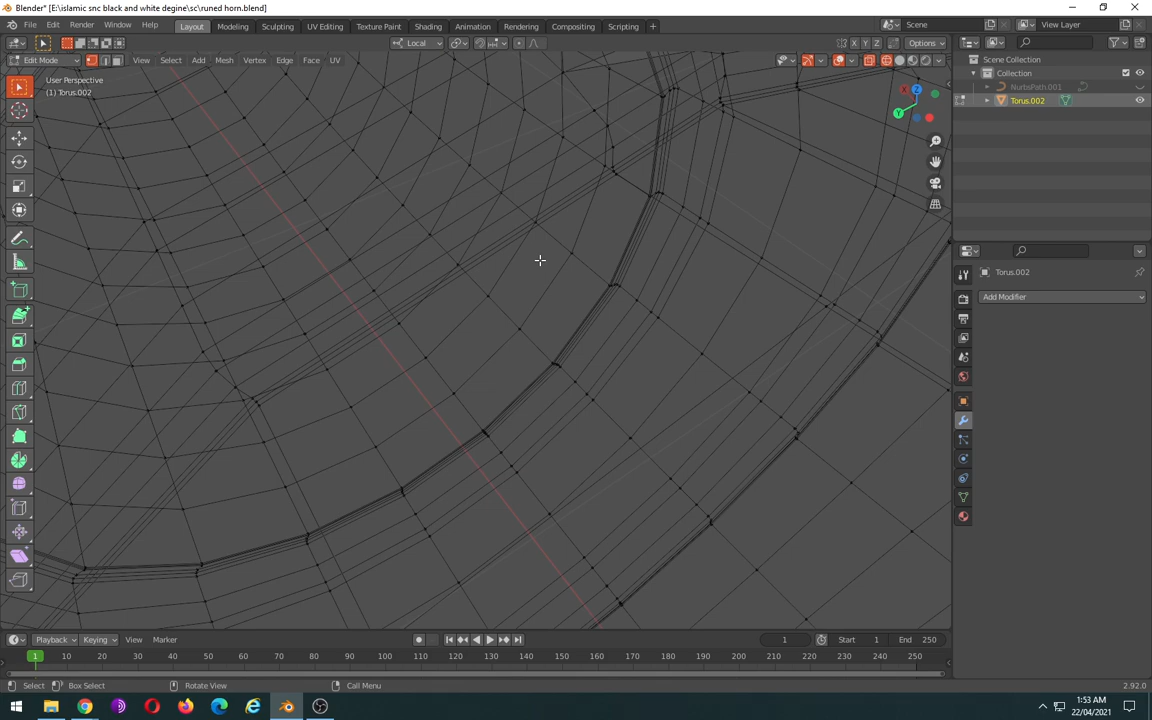 Blender* [E:\islamic snc black and white degine\sc\runed horn.blend]
File Edit Render Window Help
Layout Modeling Sculpting UV Editing Texture Paint Shading Animation Rendering Compositing Scripting +
Scene
View Layer
Local
X Y Z
Options
Edit Mode
View Select Add Mesh Vertex Edge Face UV
User Perspective
(1) Torus.002
Z
Y
Scene Collection
Collection
NurbsPath.001
Torus.002
Torus.002
Add Modifier
Playback Keying View Marker
1
Start 1
End 250
1 10 20 30 40 50 60 70 80 90 100 110 120 130 140 150 160 170 180 190 200 210 220 230 240 250
Select Box Select Rotate View Call Menu
2.92.0
1:53 AM
22/04/2021